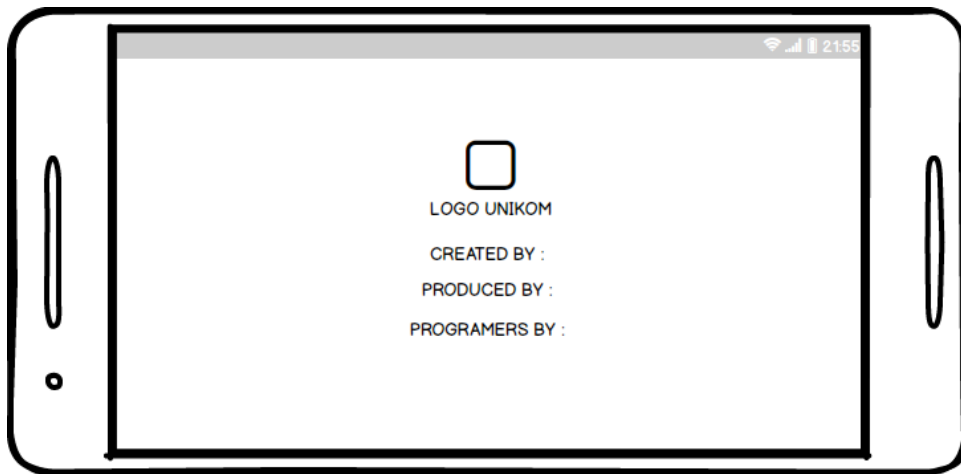 21:55
LOGO UNIKOM
CREATED BY :
PRODUCED BY :
PROGRAMERS BY :